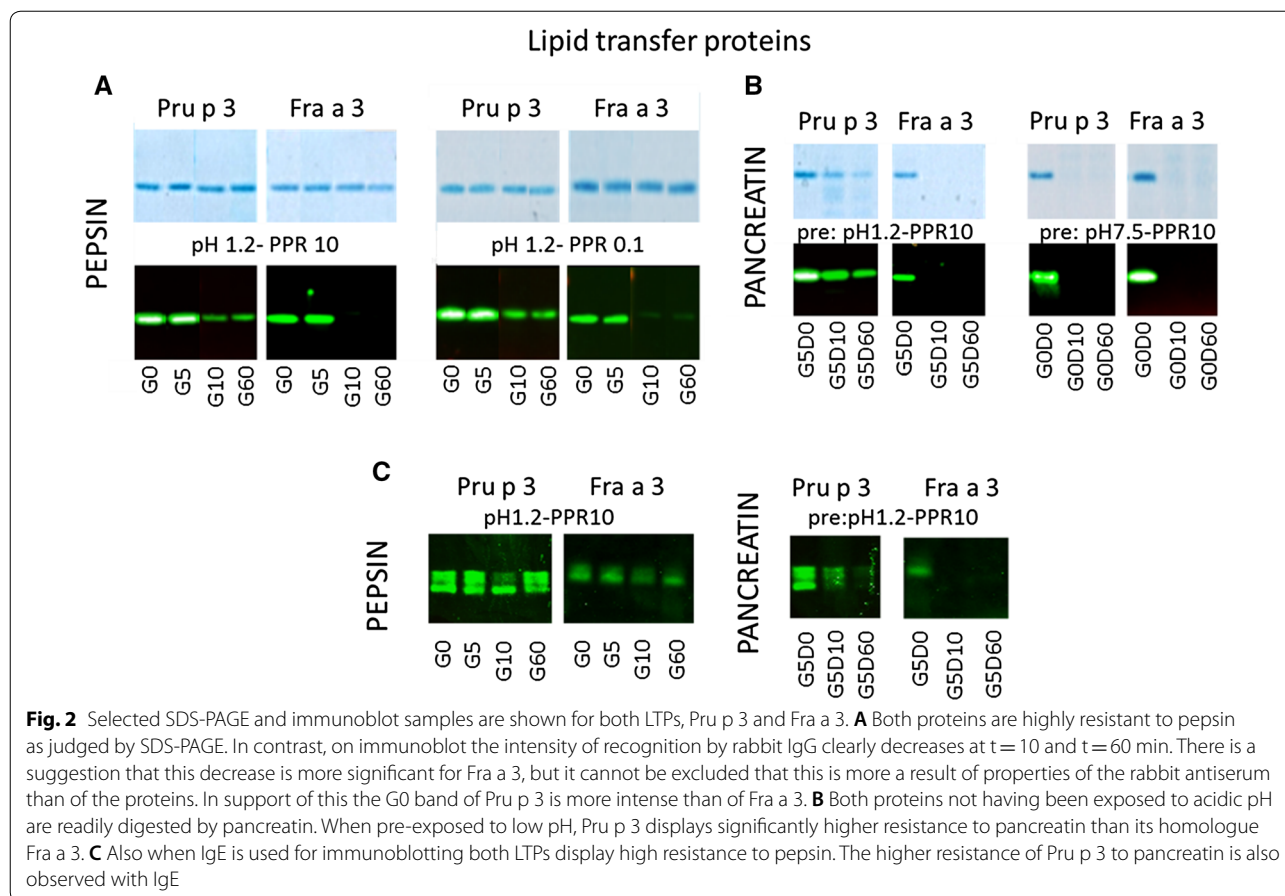 Lipid transfer proteins
A
Pru p 3 Fra a 3 Pru p 3 Fra a 3
PEPSIN
pH 1.2- PPR 10 pH 1.2- PPR 0.1
G0 G5 G10 G60 G0 G5 G10 G60 G0 G5 G10 G60 G0 G5 G10 G60
B
Pru p 3 Fra a 3 Pru p 3 Fra a 3
PANCREATIN
pre: pH1.2-PPR10 pre: pH7.5-PPR10
G5D0 G5D10 G5D60 G5D0 G5D10 G5D60 G0D0 G0D10 G0D60 G0D0 G0D10 G0D60
C
Pru p 3 Fra a 3 Pru p 3 Fra a 3
pH1.2-PPR10 pre:pH1.2-PPR10
PEPSIN
G0 G5 G10 G60 G0 G5 G10 G60
PANCREATIN
G5D0 G5D10 G5D60 G5D0 G5D10 G5D60
Fig. 2 Selected SDS-PAGE and immunoblot samples are shown for both LTPs, Pru p 3 and Fra a 3. A Both proteins are highly resistant to pepsin
as judged by SDS-PAGE. In contrast, on immunoblot the intensity of recognition by rabbit IgG clearly decreases at t = 10 and t = 60 min. There is a
suggestion that this decrease is more significant for Fra a 3, but it cannot be excluded that this is more a result of properties of the rabbit antiserum
than of the proteins. In support of this the G0 band of Pru p 3 is more intense than of Fra a 3. B Both proteins not having been exposed to acidic pH
are readily digested by pancreatin. When pre-exposed to low pH, Pru p 3 displays significantly higher resistance to pancreatin than its homologue
Fra a 3. C Also when IgE is used for immunoblotting both LTPs display high resistance to pepsin. The higher resistance of Pru p 3 to pancreatin is also
observed with IgE